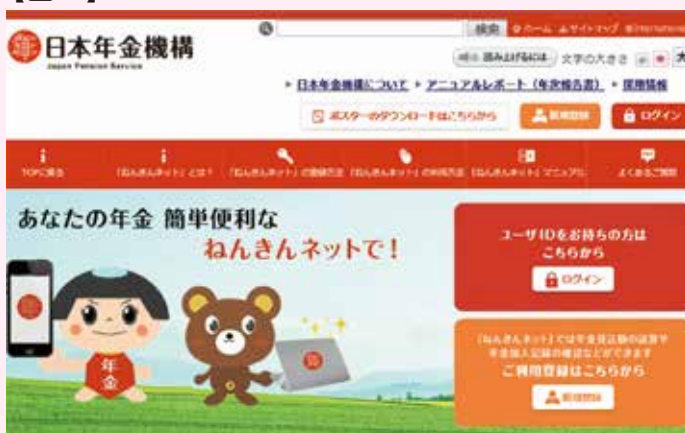 日本年金機構
Japan Pension Service
検索
ホーム
サイトマップ
読み上げるには
文字の大きさ
大
日本年金機構について
アニュアルレポート（年次報告書）
採用情報
ポスターのダウンロードはこちらから
新規登録
ログイン
TOPに戻る
「ねんきんネット」とは？
「ねんきんネット」の登録方法
「ねんきんネット」の利用方法
「ねんきんネット」マニュアル
よくあるご質問
あなたの年金 簡単便利な
ねんきんネットで！
年金
ユーザIDをお持ちの方は
こちらから
ログイン
「ねんきんネット」では年金見込額の試算や
年金加入記録の確認などができます
ご利用登録はこちらから
新規登録